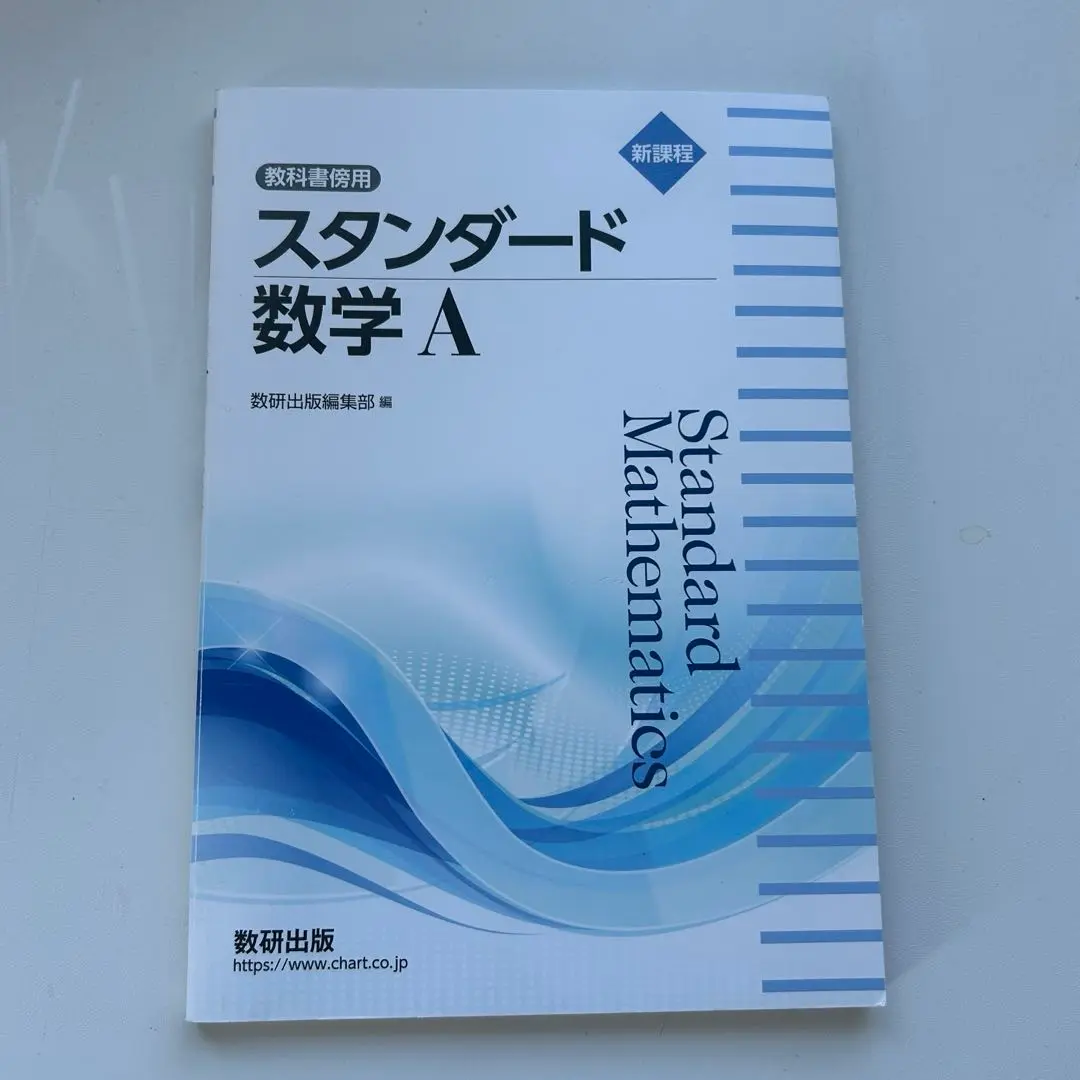 新課程
教科書傍用
スタンダード
数学 A
数研出版編集部 編
Standard
Mathematics
数研出版
https://www.chart.co.jp